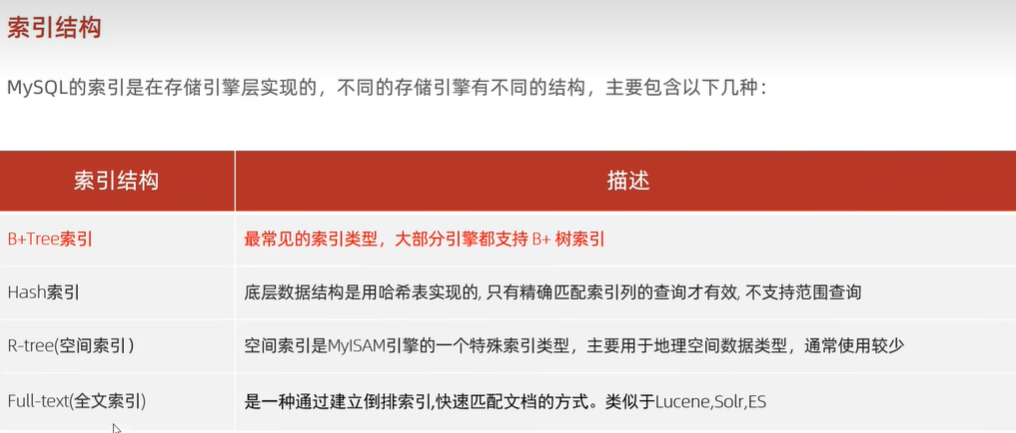 索引结构
MySQL的索引是在存储引擎层实现的，不同的存储引擎有不同的结构，主要包含以下几种：
索引结构 描述
B+Tree索引 最常见的索引类型，大部分引擎都支持 B+ 树索引
Hash索引 底层数据结构是用哈希表实现的, 只有精确匹配索引列的查询才有效, 不支持范围查询
R-tree(空间索引） 空间索引是MyISAM引擎的一个特殊索引类型，主要用于地理空间数据类型，通常使用较少
Full-text(全文索引) 是一种通过建立倒排索引,快速匹配文档的方式。类似于Lucene,Solr,ES